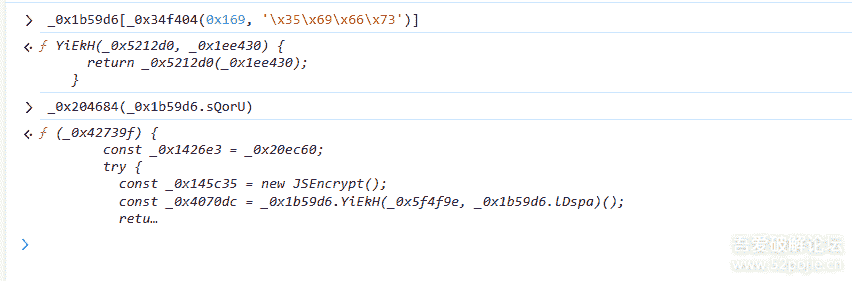 > _0x1b59d6[_0x34f404(0x169, '\x35\x69\x66\x73')]
ƒ YiEkH(_0x5212d0, _0x1ee430) {
return _0x5212d0(_0x1ee430);
}
> _0x204684(_0x1b59d6.sQorU)
ƒ (_0x42739f) {
const _0x1426e3 = _0x20ec60;
try {
const _0x145c35 = new JSEncrypt();
const _0x4070dc = _0x1b59d6.YiEkH(_0x5f4f9e, _0x1b59d6.lDspa)();
retu…
>
吾爱破解论坛
www.52pojie.cn